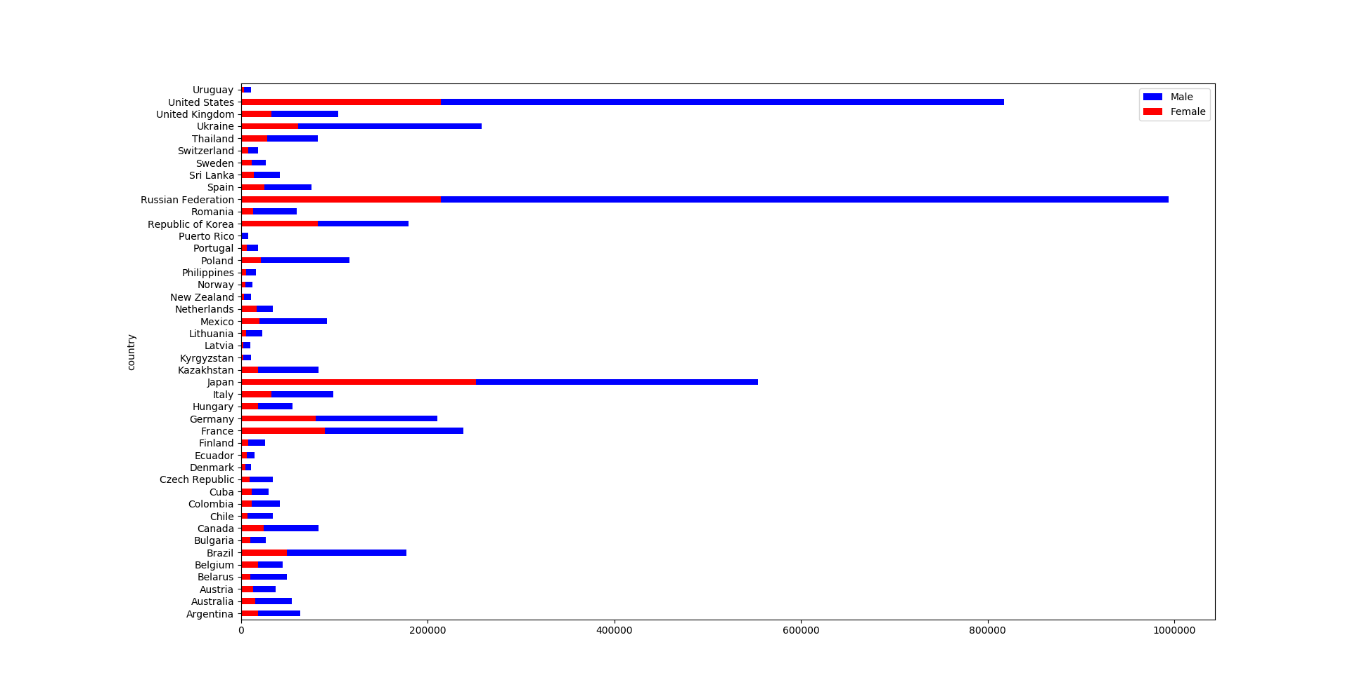 Uruguay
United States
United Kingdom
Ukraine
Thailand
Switzerland
Sweden
Sri Lanka
Spain
Russian Federation
Romania
Republic of Korea
Puerto Rico
Portugal
Poland
Philippines
Norway
New Zealand
Netherlands
Mexico
Lithuania
Latvia
Kyrgyzstan
Kazakhstan
Japan
Italy
Hungary
Germany
France
Finland
Ecuador
Denmark
Czech Republic
Cuba
Colombia
Chile
Canada
Bulgaria
Brazil
Belgium
Belarus
Austria
Australia
Argentina
country
0 200000 400000 600000 800000 1000000
Male
Female